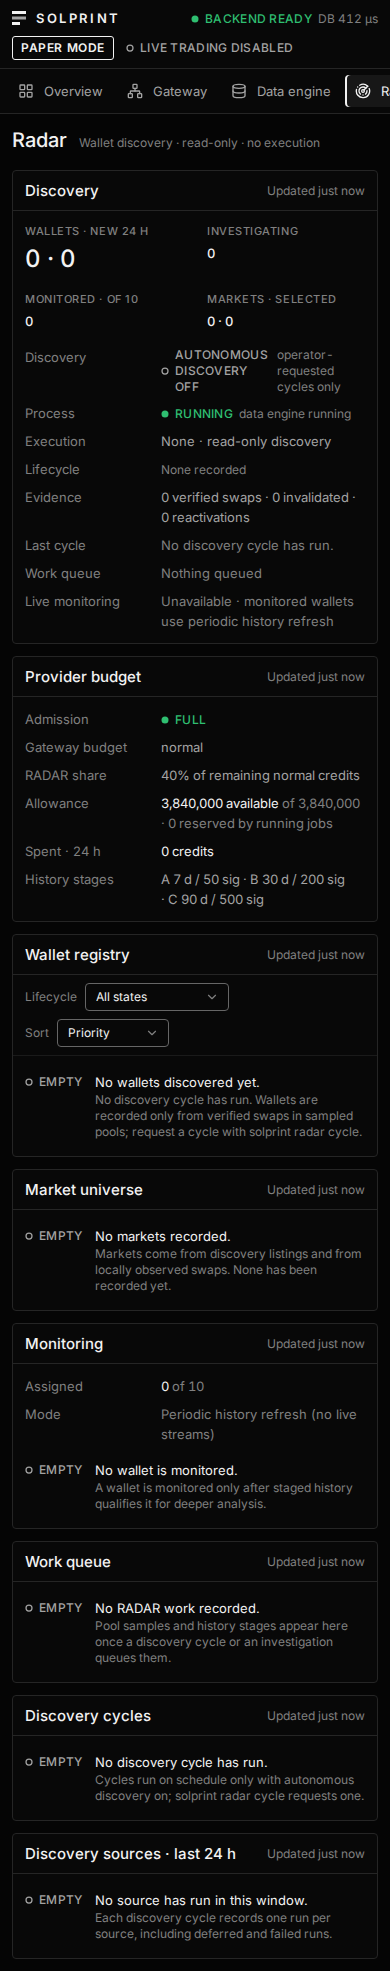 SOLPRINT
BACKEND READY DB 412 µs
PAPER MODE LIVE TRADING DISABLED
Overview Gateway Data engine R
Radar Wallet discovery · read-only · no execution
Discovery Updated just now
WALLETS · NEW 24 H INVESTIGATING
0 · 0 0
MONITORED · OF 10 MARKETS · SELECTED
0 0 · 0
Discovery AUTONOMOUS DISCOVERY OFF operator-requested cycles only
Process RUNNING data engine running
Execution None · read-only discovery
Lifecycle None recorded
Evidence 0 verified swaps · 0 invalidated ·
0 reactivations
Last cycle No discovery cycle has run.
Work queue Nothing queued
Live monitoring Unavailable · monitored wallets
use periodic history refresh
Provider budget Updated just now
Admission FULL
Gateway budget normal
RADAR share 40% of remaining normal credits
Allowance 3,840,000 available of 3,840,000
· 0 reserved by running jobs
Spent · 24 h 0 credits
History stages A 7 d / 50 sig · B 30 d / 200 sig
· C 90 d / 500 sig
Wallet registry Updated just now
Lifecycle All states
Sort Priority
EMPTY No wallets discovered yet.
No discovery cycle has run. Wallets are
recorded only from verified swaps in sampled
pools; request a cycle with solprint radar cycle.
Market universe Updated just now
EMPTY No markets recorded.
Markets come from discovery listings and from
locally observed swaps. None has been
recorded yet.
Monitoring Updated just now
Assigned 0 of 10
Mode Periodic history refresh (no live
streams)
EMPTY No wallet is monitored.
A wallet is monitored only after staged history
qualifies it for deeper analysis.
Work queue Updated just now
EMPTY No RADAR work recorded.
Pool samples and history stages appear here
once a discovery cycle or an investigation
queues them.
Discovery cycles Updated just now
EMPTY No discovery cycle has run.
Cycles run on schedule only with autonomous
discovery on; solprint radar cycle requests one.
Discovery sources · last 24 h Updated just now
EMPTY No source has run in this window.
Each discovery cycle records one run per
source, including deferred and failed runs.